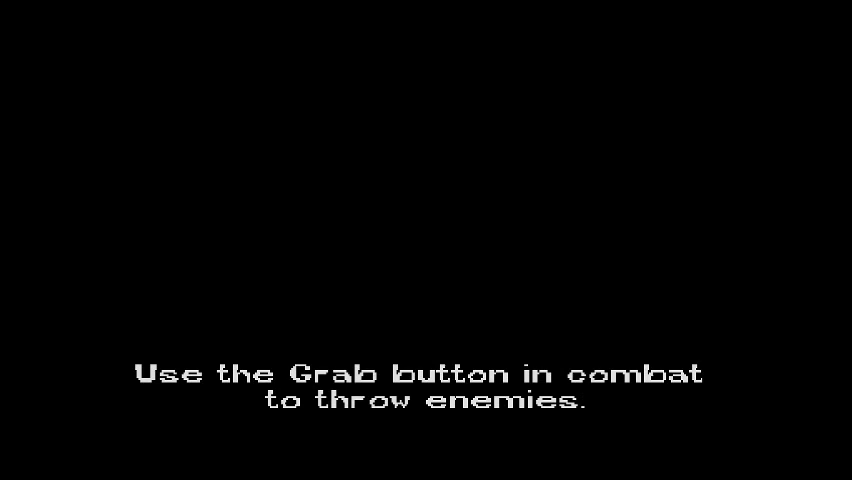 Use the Grab button in combat
to throw enemies.